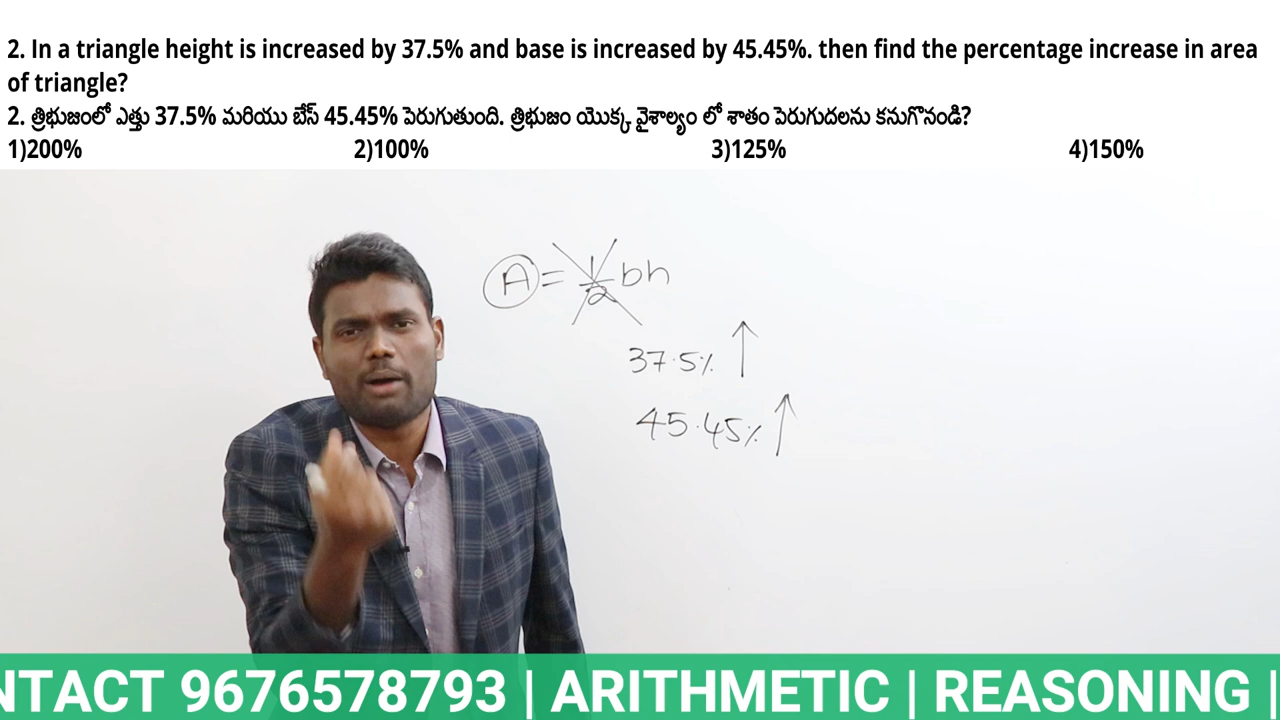 2. In a triangle height is increased by 37.5% and base is increased by 45.45%. then find the percentage increase in area
of triangle?
2. త్రిభుజంలో ఎత్తు 37.5% మరియు బేస్ 45.45% పెరుగుతుంది. త్రిభుజం యొక్క వైశాల్యం లో శాతం పెరుగుదలను కనుగొనండి?
1)200% 2)100% 3)125% 4)150%
A = 1/2 bh
37.5% ↑
45.45% ↑
NTACT 9676578793 | ARITHMETIC | REASONING |